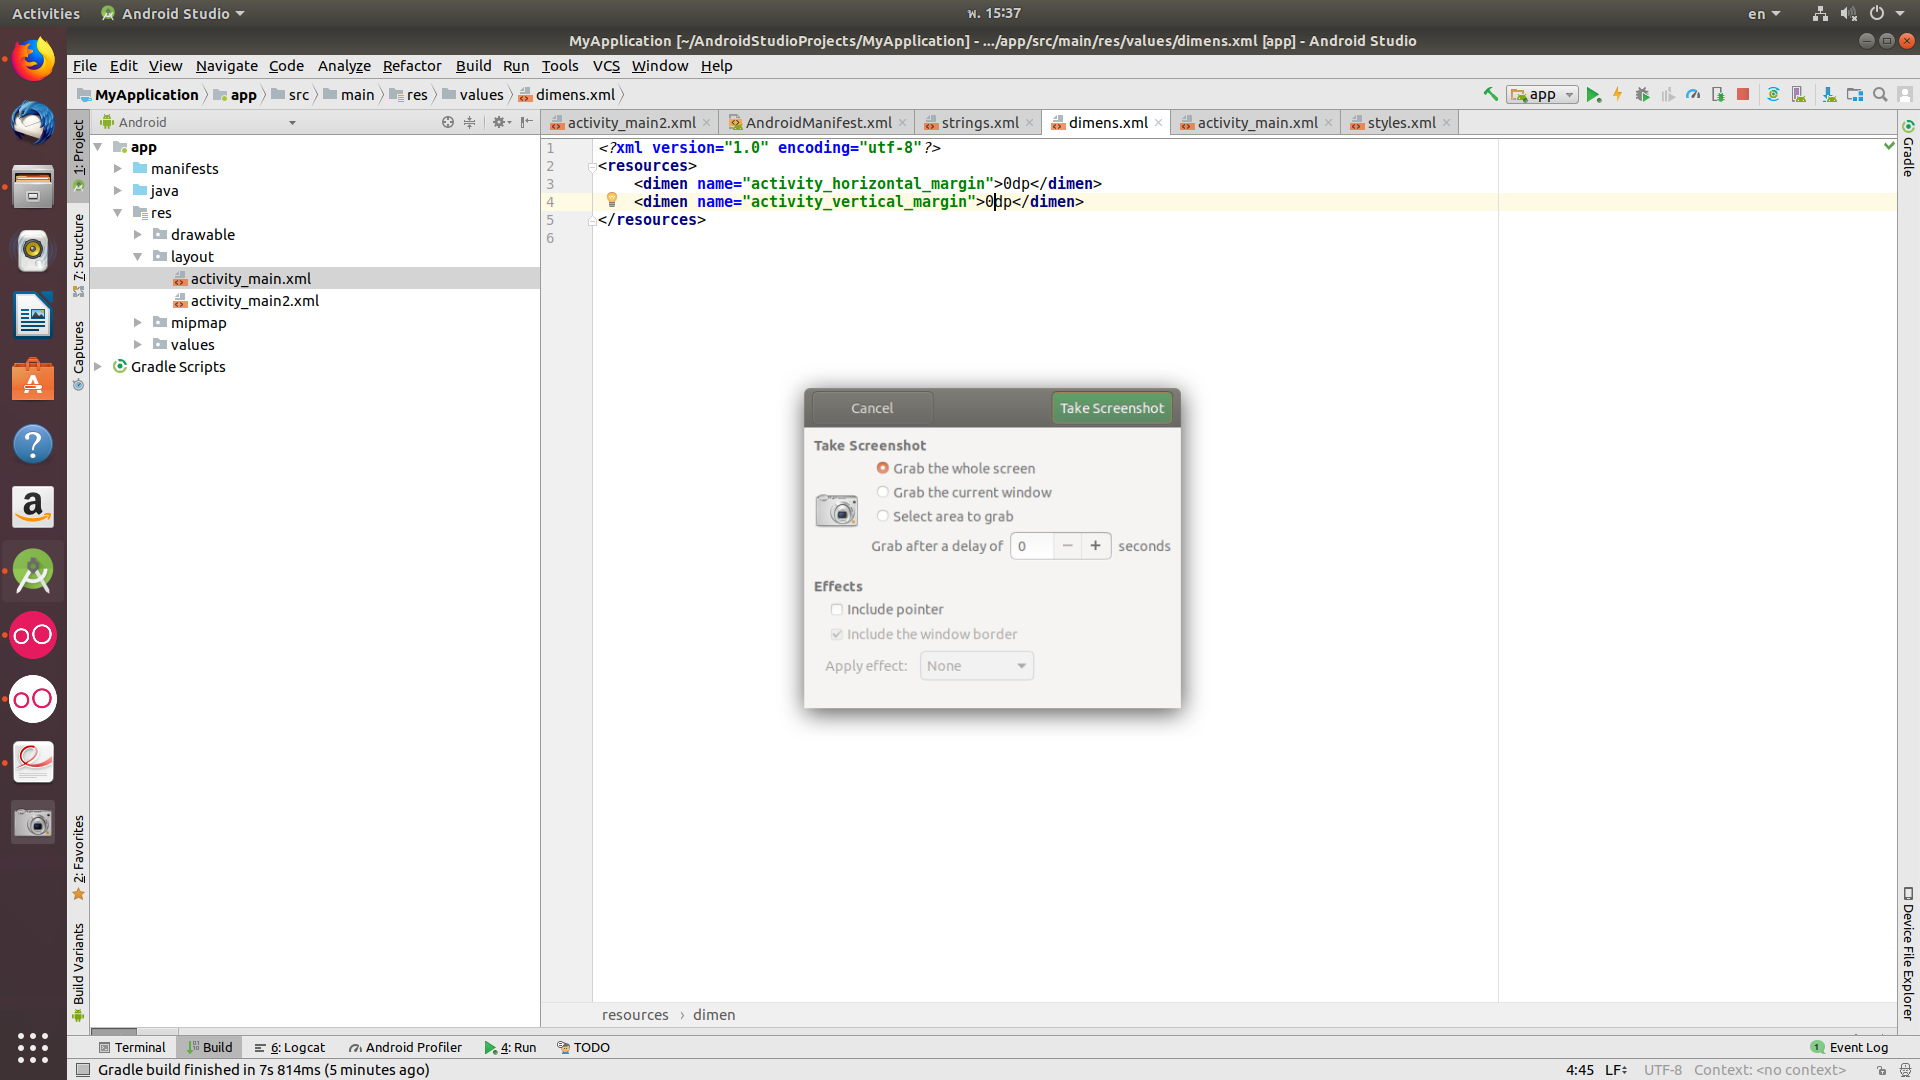 Activities Android Studio พ. 15:37 en
MyApplication [~/AndroidStudioProjects/MyApplication] - .../app/src/main/res/values/dimens.xml [app] - Android Studio
File Edit View Navigate Code Analyze Refactor Build Run Tools VCS Window Help
MyApplication app src main res values dimens.xml app
Android
activity_main2.xml AndroidManifest.xml strings.xml dimens.xml activity_main.xml styles.xml
1: Project
7: Structure
Captures
2: Favorites
Build Variants
app
manifests
java
res
drawable
layout
activity_main.xml
activity_main2.xml
mipmap
values
Gradle Scripts
1 <?xml version="1.0" encoding="utf-8"?>
2 <resources>
3 <dimen name="activity_horizontal_margin">0dp</dimen>
4 <dimen name="activity_vertical_margin">0dp</dimen>
5 </resources>
6
Cancel Take Screenshot
Take Screenshot
Grab the whole screen
Grab the current window
Select area to grab
Grab after a delay of 0 − + seconds
Effects
Include pointer
Include the window border
Apply effect: None
Gradle
Device File Explorer
resources › dimen
Terminal Build 6: Logcat Android Profiler 4: Run TODO 1 Event Log
Gradle build finished in 7s 814ms (5 minutes ago) 4:45 LF÷ UTF-8 Context: <no context>